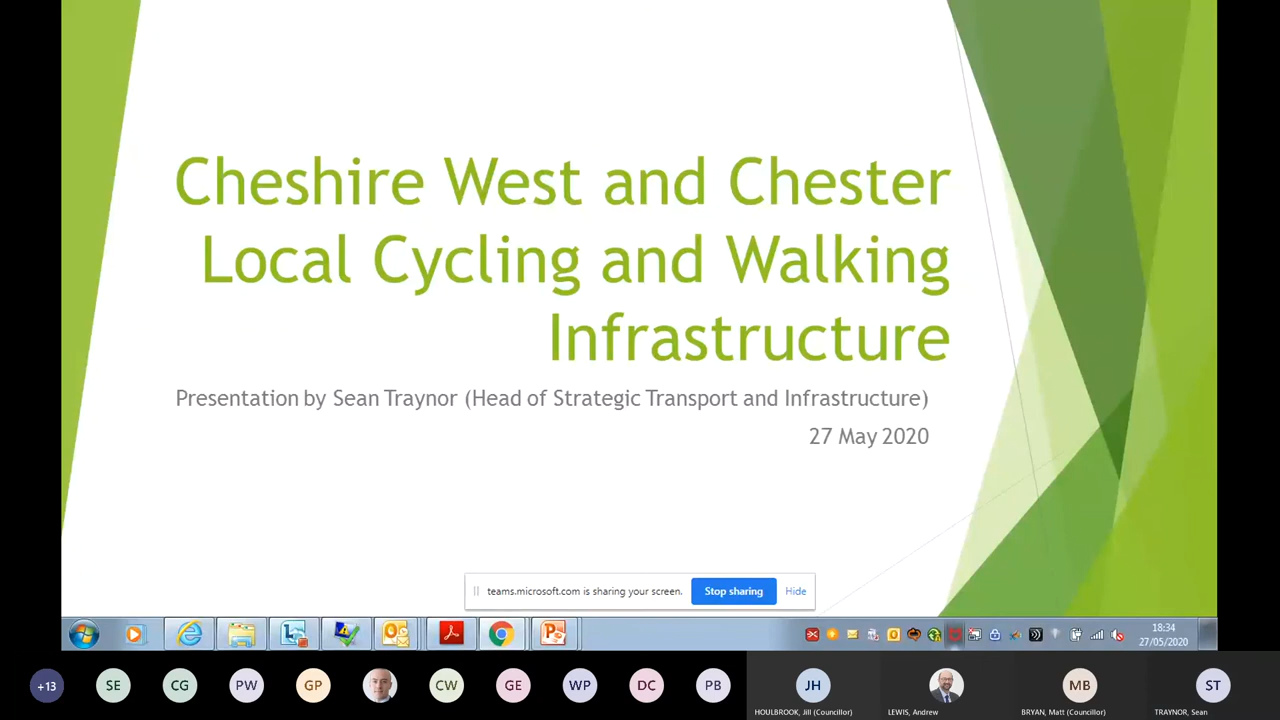 Cheshire West and Chester
Local Cycling and Walking
Infrastructure
Presentation by Sean Traynor (Head of Strategic Transport and Infrastructure)
27 May 2020
teams.microsoft.com is sharing your screen.
Stop sharing
Hide
18:34
27/05/2020
+13
SE
CG
PW
GP
CW
GE
WP
DC
PB
JH
MB
ST
HOULBROOK, Jill (Councillor)
LEWIS, Andrew
BRYAN, Matt (Councillor)
TRAYNOR, Sean